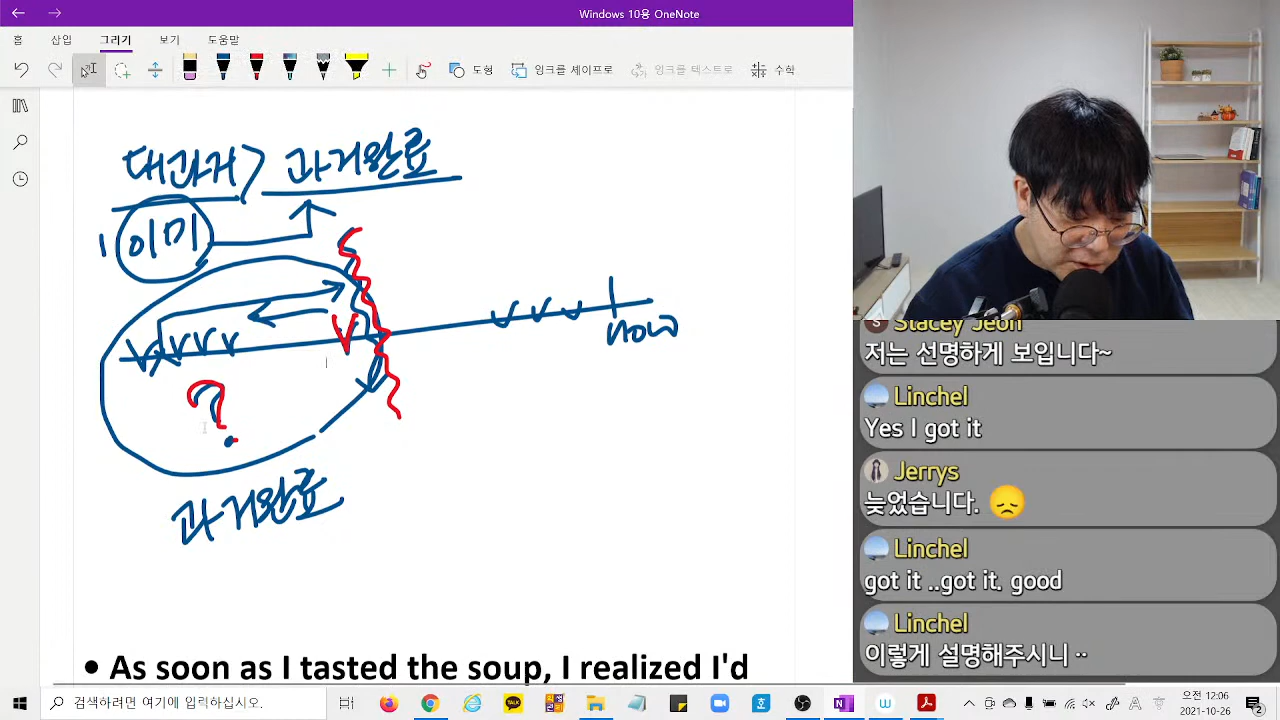 Windows 10용 OneNote
홈 삽입 그리기 보기 도움말
도형 잉크를 셰이프로 잉크를 텍스트로 수학
대과거 > 과거완료
이미
now
?
과거완료
• As soon as I tasted the soup, I realized I'd
Stacey Jeon
저는 선명하게 보입니다~
Linchel
Yes I got it
Jerrys
늦었습니다. 😞
Linchel
got it ..got it. good
Linchel
이렇게 설명해주시니 ··
검색하려면 여기에 입력하십시오.
오전 12:06
2021-10-26